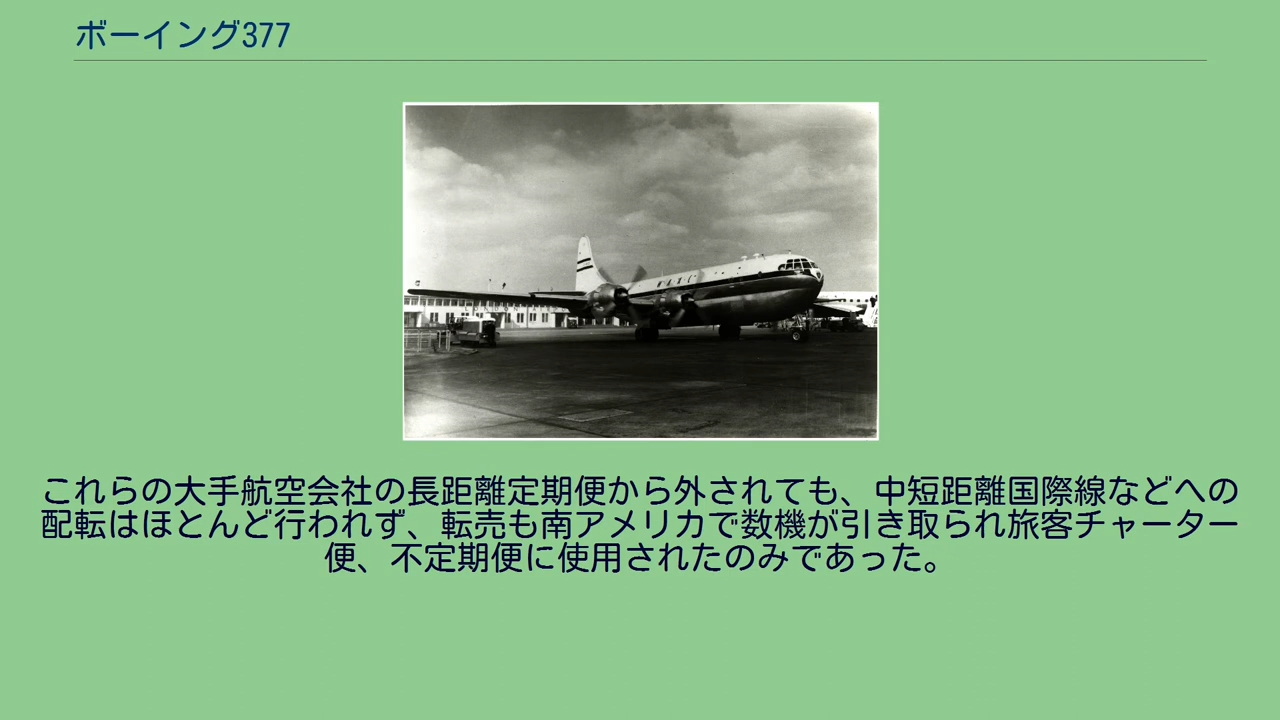 ボーイング377
LONDON AIR
これらの大手航空会社の長距離定期便から外されても、中短距離国際線などへの
配転はほとんど行われず、転売も南アメリカで数機が引き取られ旅客チャーター
便、不定期便に使用されたのみであった。